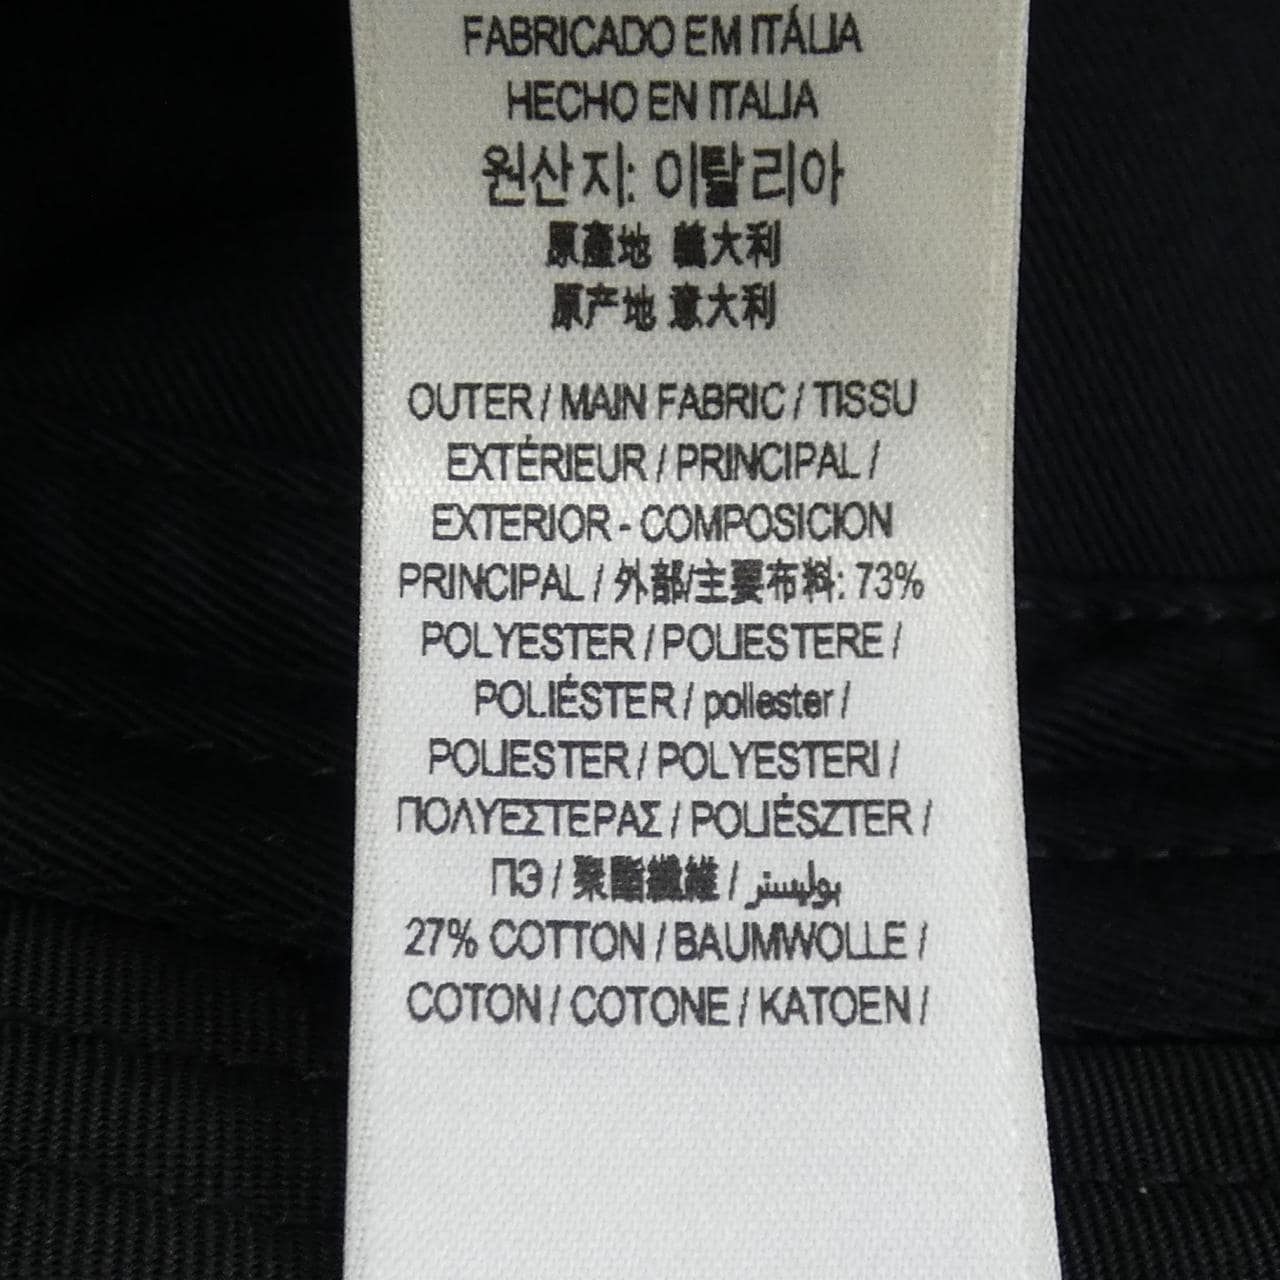 FABRICADO EM ITÁLIA
HECHO EN ITALIA
원산지: 이탈리아
原產地 義大利
原产地 意大利
OUTER / MAIN FABRIC / TISSU
EXTÉRIEUR / PRINCIPAL /
EXTERIOR - COMPOSICION
PRINCIPAL / 外部/主要布料: 73%
POLYESTER / POLIESTERE /
POLIÉSTER / poliester /
POLIESTER / POLYESTERI /
ΠΟΛΥΕΣΤΕΡΑΣ / POLIÉSZTER /
ПЭ / 聚酯纖維 / بوليستر
27% COTTON / BAUMWOLLE /
COTON / COTONE / KATOEN /